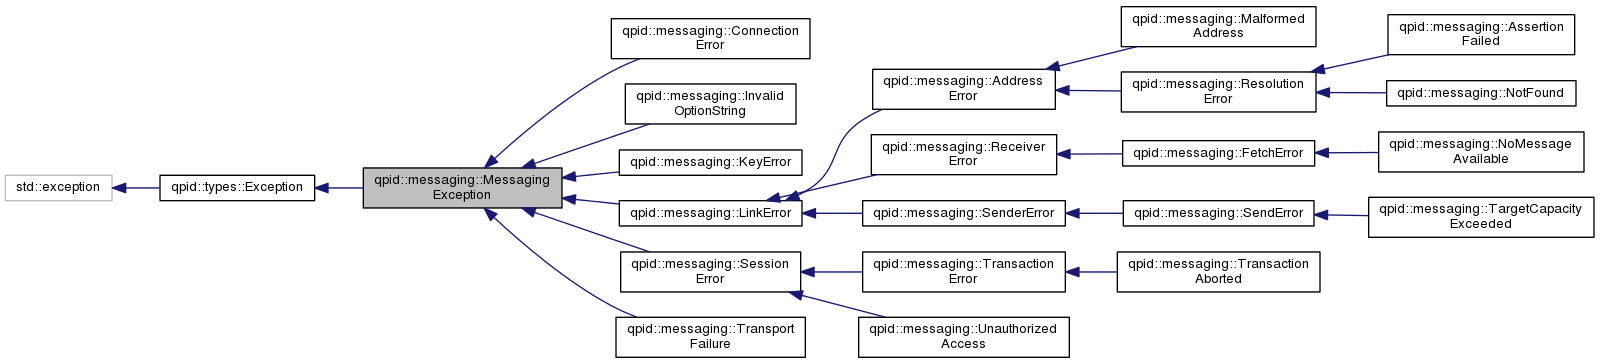 std::exception
qpid::types::Exception
qpid::messaging::Messaging
Exception
qpid::messaging::Connection
Error
qpid::messaging::Invalid
OptionString
qpid::messaging::KeyError
qpid::messaging::LinkError
qpid::messaging::Session
Error
qpid::messaging::Transport
Failure
qpid::messaging::Address
Error
qpid::messaging::Receiver
Error
qpid::messaging::SenderError
qpid::messaging::Transaction
Error
qpid::messaging::Unauthorized
Access
qpid::messaging::Malformed
Address
qpid::messaging::Resolution
Error
qpid::messaging::FetchError
qpid::messaging::SendError
qpid::messaging::Transaction
Aborted
qpid::messaging::Assertion
Failed
qpid::messaging::NotFound
qpid::messaging::NoMessage
Available
qpid::messaging::TargetCapacity
Exceeded